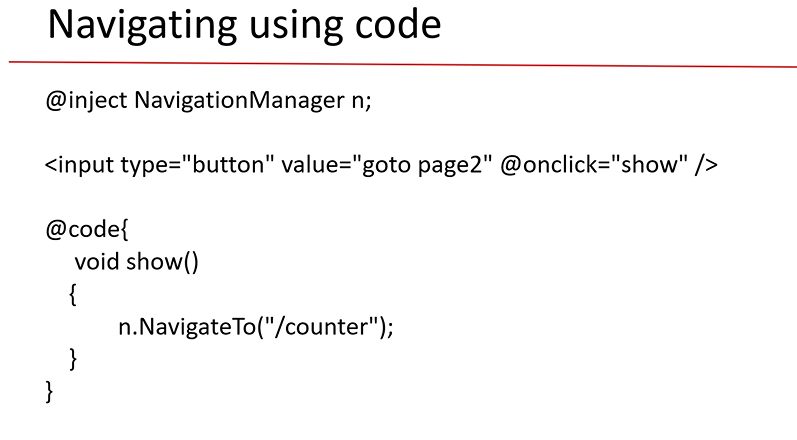 Navigating using code
@inject NavigationManager n;
<input type="button" value="goto page2" @onclick="show" />
@code{
void show()
{
n.NavigateTo("/counter");
}
}